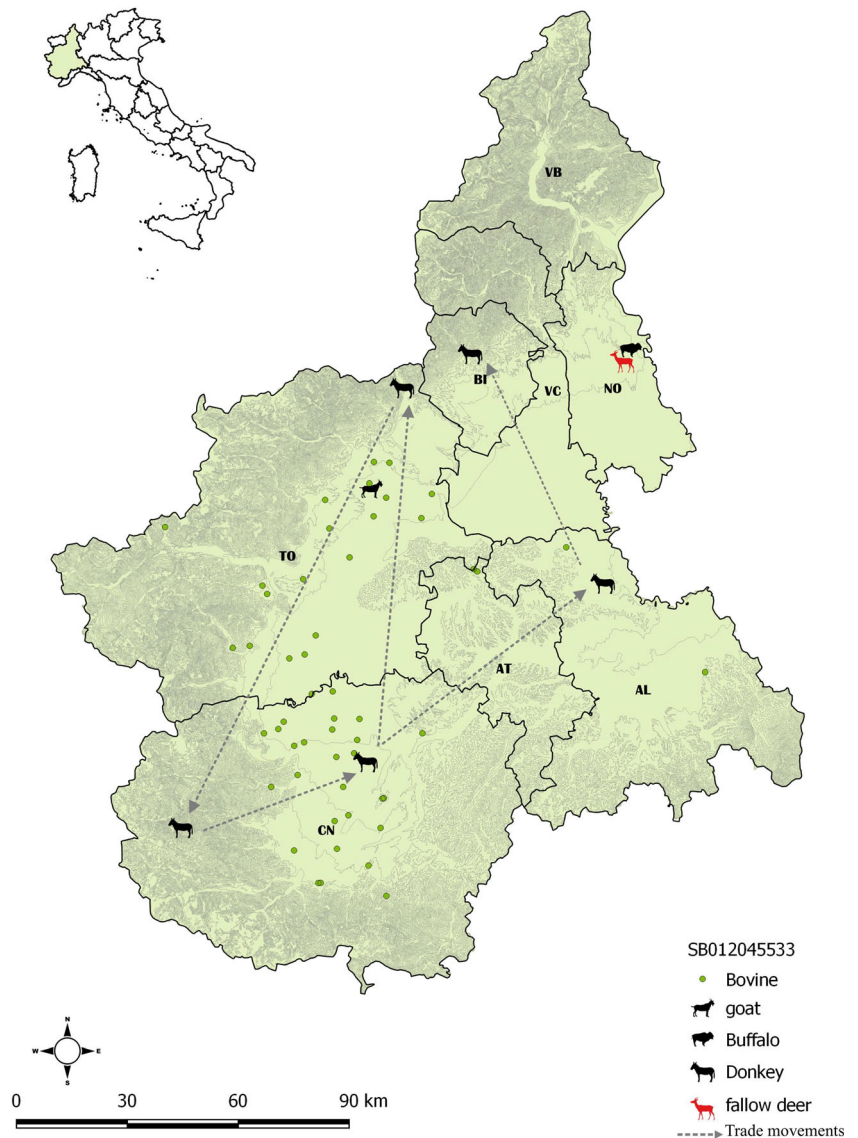 VB
BI
VC
NO
TO
AT
AL
CN
SB012045533
Bovine
goat
Buffalo
Donkey
fallow deer
Trade movements
N
W E
S
0 30 60 90 km